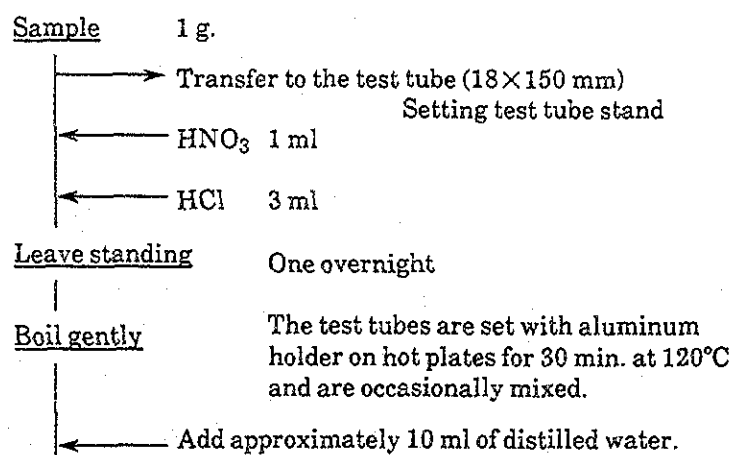 Sample 1 g.
Transfer to the test tube (18×150 mm)
Setting test tube stand
HNO₃ 1 ml
HCl 3 ml
Leave standing One overnight
Boil gently The test tubes are set with aluminum
holder on hot plates for 30 min. at 120°C
and are occasionally mixed.
Add approximately 10 ml of distilled water.